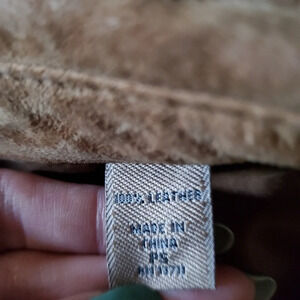 100% LEATHER
MADE IN
CHINA
PS